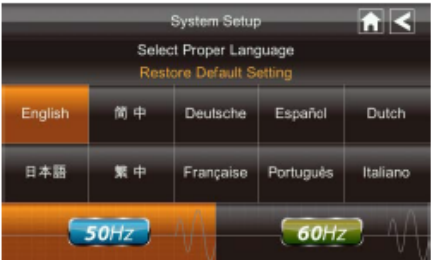 System Setup
Select Proper Language
Restore Default Setting
English 简中 Deutsche Español Dutch
日本語 繁中 Française Português Italiano
50Hz 60Hz